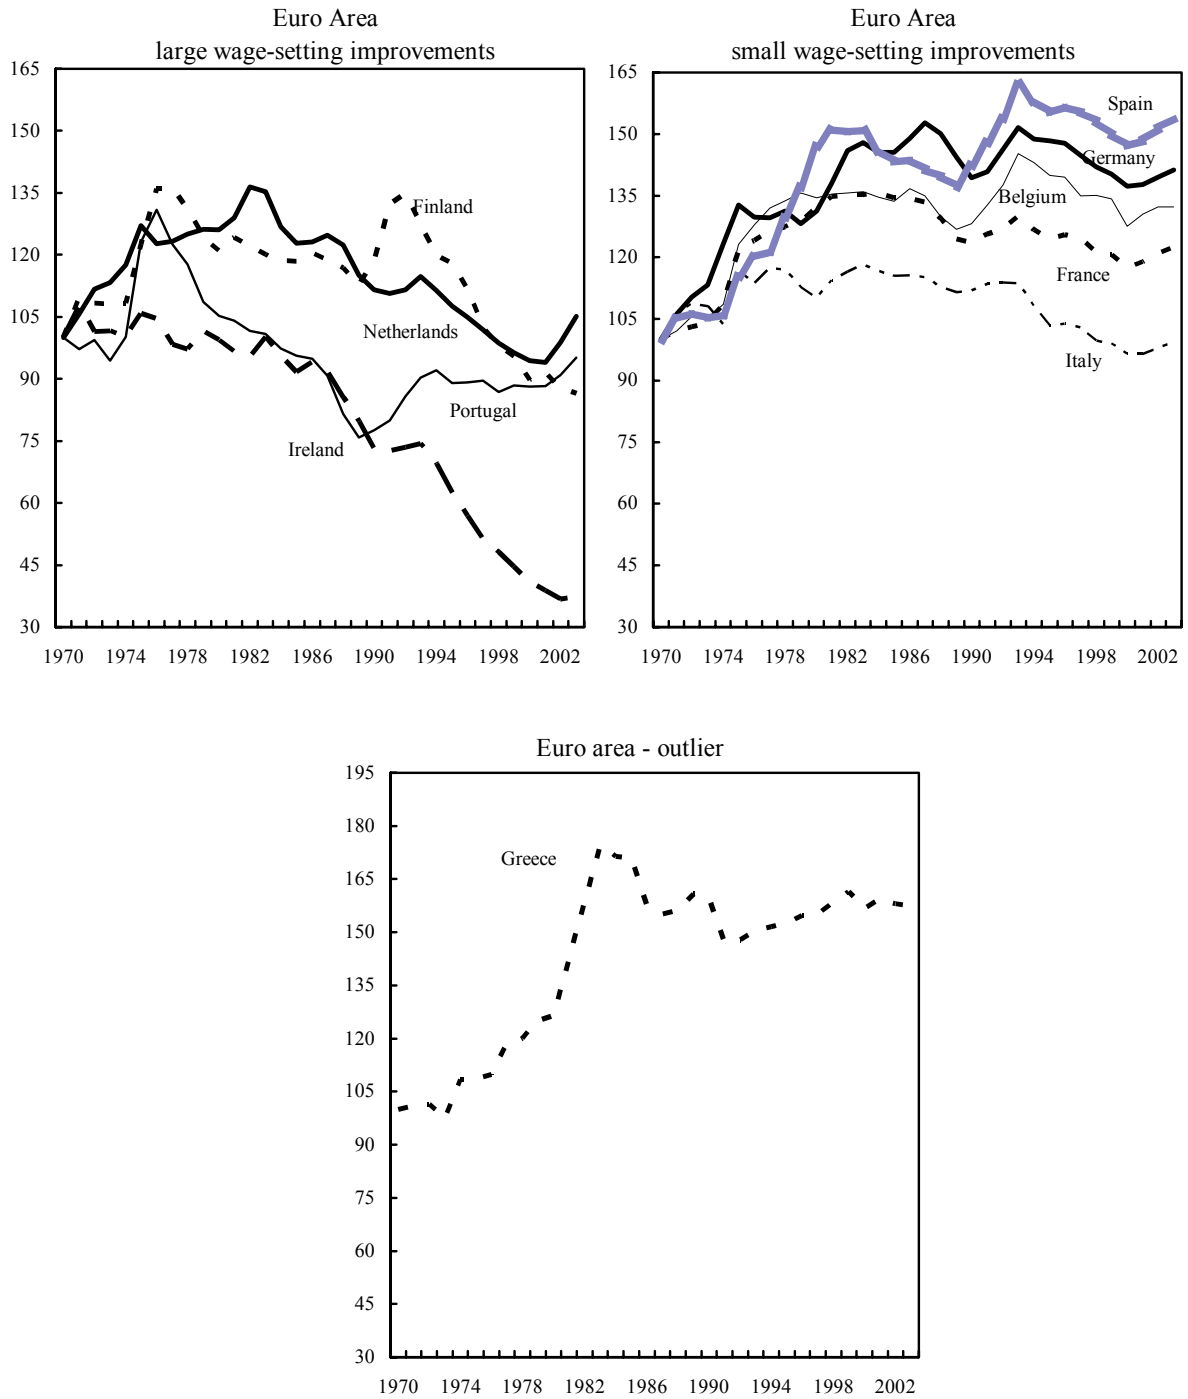 Euro Area
large wage-setting improvements
165
150
135
120
105
90
75
60
45
30
Finland
Netherlands
Portugal
Ireland
1970 1974 1978 1982 1986 1990 1994 1998 2002
Euro Area
small wage-setting improvements
165
150
135
120
105
90
75
60
45
30
Spain
Germany
Belgium
France
Italy
1970 1974 1978 1982 1986 1990 1994 1998 2002
Euro area - outlier
195
180
165
150
135
120
105
90
75
60
45
30
Greece
1970 1974 1978 1982 1986 1990 1994 1998 2002